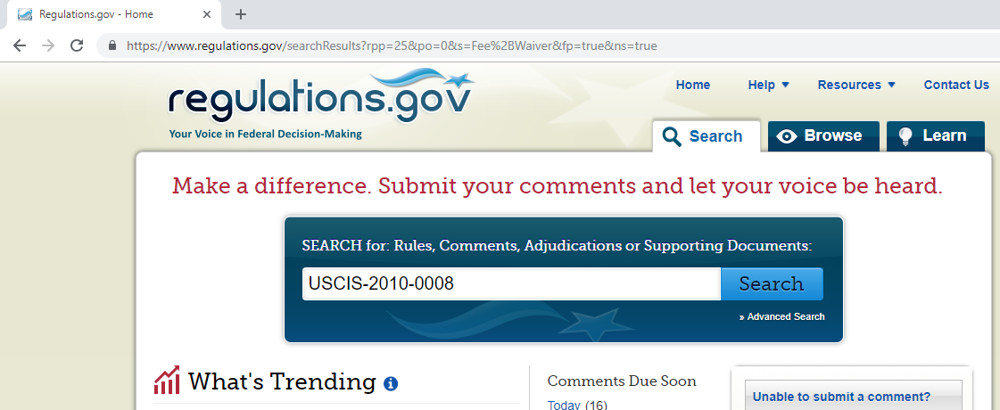 Regulations.gov - Home
https://www.regulations.gov/searchResults?rpp=25&po=0&s=Fee%2BWaiver&fp=true&ns=true
regulations.gov
Your Voice in Federal Decision-Making
Home Help Resources Contact Us
Search Browse Learn
Make a difference. Submit your comments and let your voice be heard.
SEARCH for: Rules, Comments, Adjudications or Supporting Documents:
USCIS-2010-0008 Search
» Advanced Search
What's Trending
Comments Due Soon
Today (16)
Unable to submit a comment?